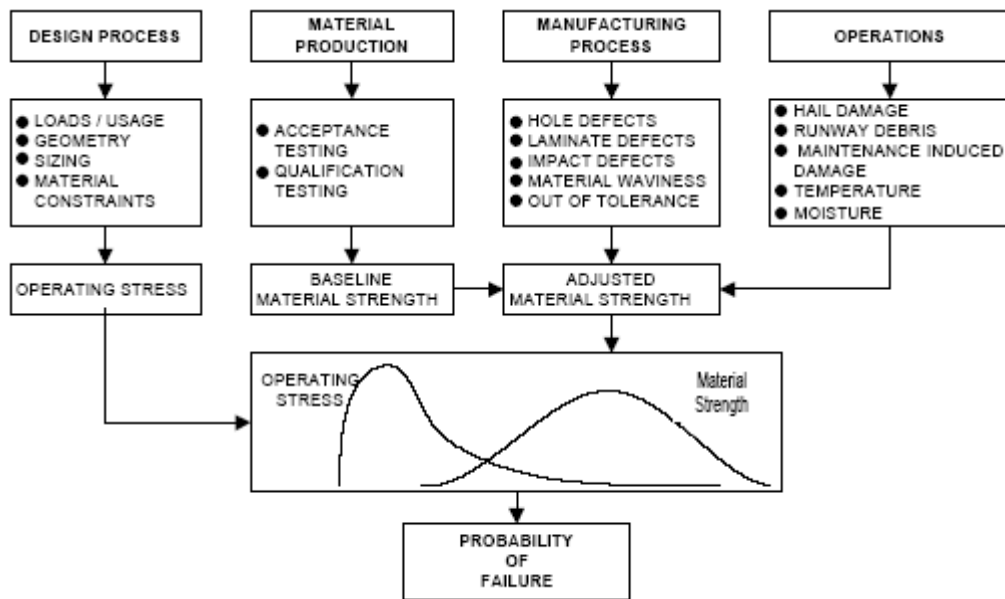 DESIGN PROCESS
MATERIAL
PRODUCTION
MANUFACTURING
PROCESS
OPERATIONS
● LOADS / USAGE
● GEOMETRY
● SIZING
● MATERIAL
CONSTRAINTS
● ACCEPTANCE
TESTING
● QUALIFICATION
TESTING
● HOLE DEFECTS
● LAMINATE DEFECTS
● IMPACT DEFECTS
● MATERIAL WAVINESS
● OUT OF TOLERANCE
● HAIL DAMAGE
● RUNWAY DEBRIS
● MAINTENANCE INDUCED
DAMAGE
● TEMPERATURE
● MOISTURE
OPERATING STRESS
BASELINE
MATERIAL STRENGTH
ADJUSTED
MATERIAL STRENGTH
OPERATING
STRESS
Material
Strength
PROBABILITY
OF
FAILURE